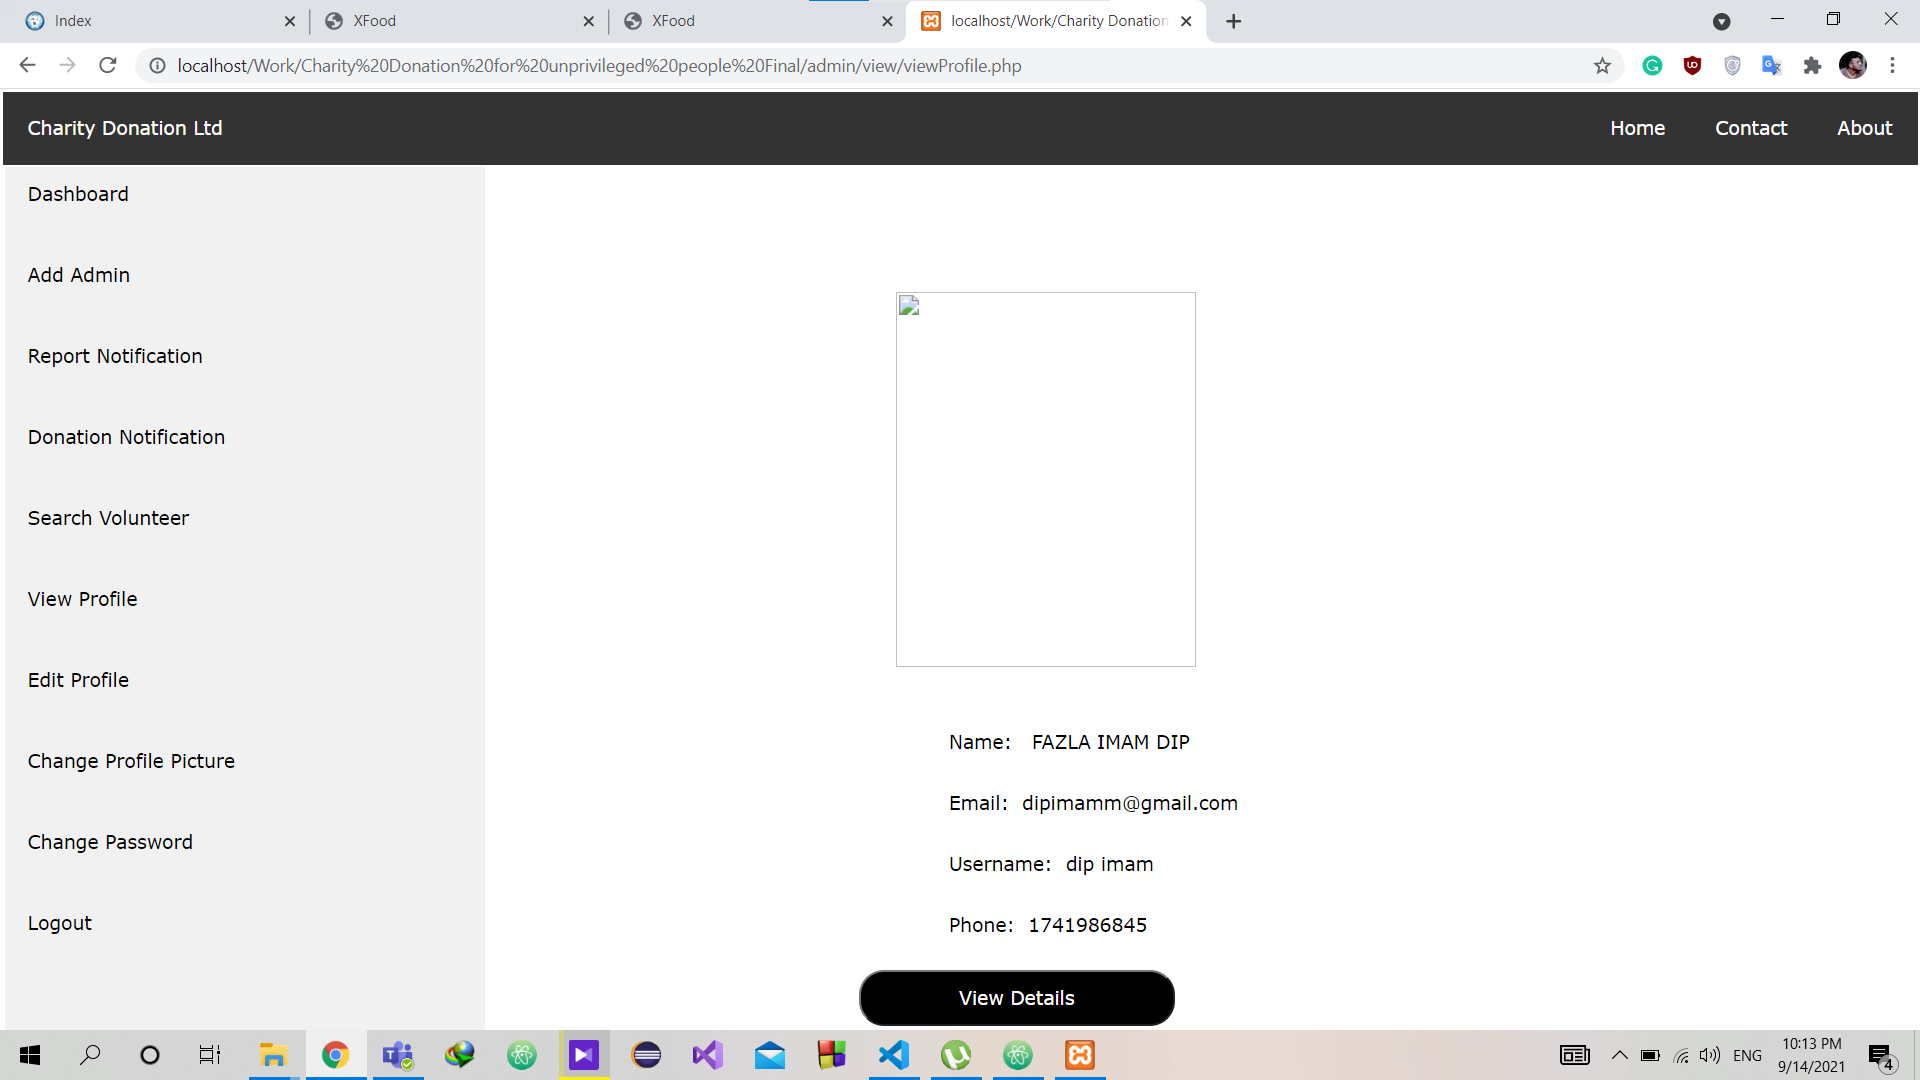 Index
XFood
XFood
localhost/Work/Charity Donation
localhost/Work/Charity%20Donation%20for%20unprivileged%20people%20Final/admin/view/viewProfile.php
Charity Donation Ltd
Home
Contact
About
Dashboard
Add Admin
Report Notification
Donation Notification
Search Volunteer
View Profile
Edit Profile
Change Profile Picture
Change Password
Logout
Name: FAZLA IMAM DIP
Email: dipimamm@gmail.com
Username: dip imam
Phone: 1741986845
View Details
ENG
10:13 PM
9/14/2021
4